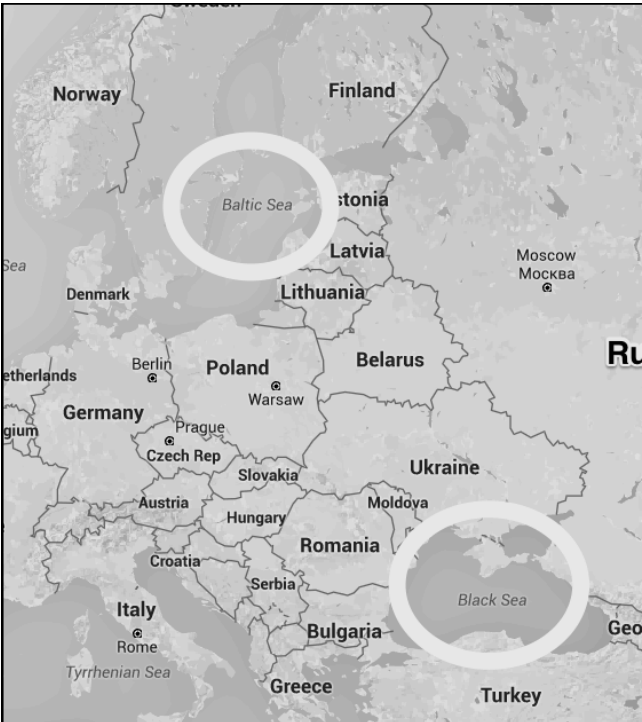 Sweden
Norway
Finland
Baltic Sea
stonia
Latvia
Sea
Moscow
Москва
Denmark
Lithuania
Ru
Berlin
Poland
Belarus
etherlands
Warsaw
Germany
Prague
gium
Czech Rep
Ukraine
Slovakia
Austria
Moldova
Hungary
Romania
Croatia
Serbia
Black Sea
Italy
Rome
Bulgaria
Geo
Tyrrhenian Sea
Greece
Turkey